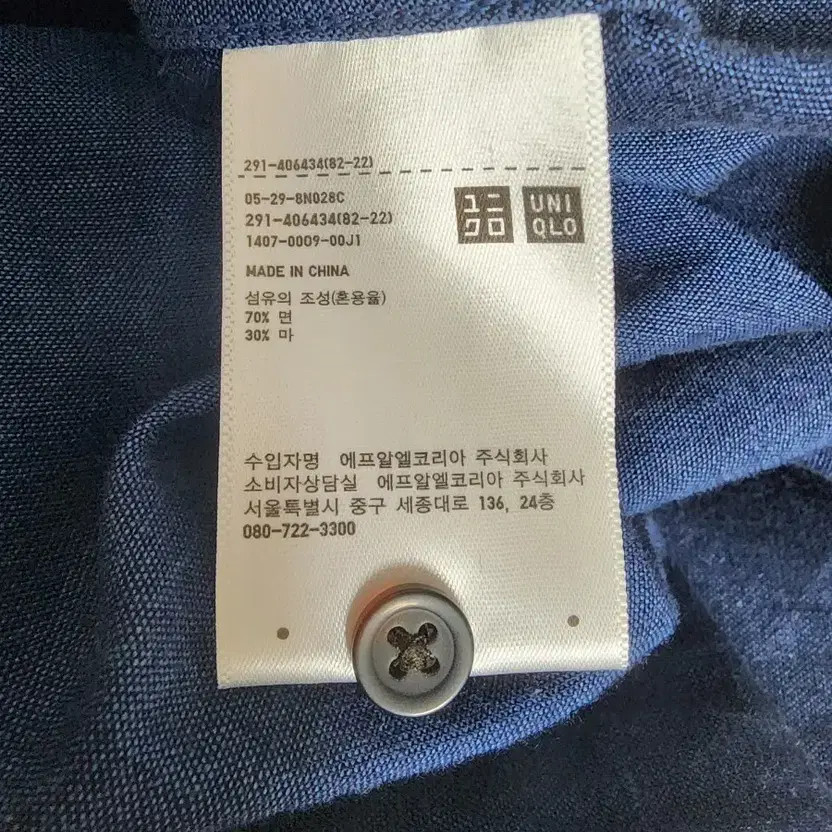 291-406434(82-22)
05-29-8N028C
291-406434(82-22)
1407-0009-00J1
ユニ
クロ
UNI
QLO
MADE IN CHINA
섬유의 조성(혼용율)
70% 면
30% 마
수입자명 에프알엘코리아 주식회사
소비자상담실 에프알엘코리아 주식회사
서울특별시 중구 세종대로 136, 24층
080-722-3300